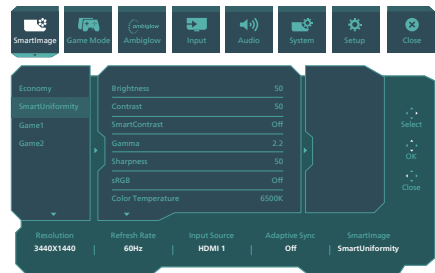 SmartImage
Game Mode
ambiglow
Ambiglow
Input
Audio
System
Setup
Close
Economy
SmartUniformity
Game1
Game2
Brightness 50
Contrast 50
SmartContrast Off
Gamma 2.2
Sharpness 50
sRGB Off
Color Temperature 6500K
Select
OK
Close
Resolution Refresh Rate Input Source Adaptive Sync SmartImage
3440X1440 | 60Hz | HDMI 1 | Off | SmartUniformity